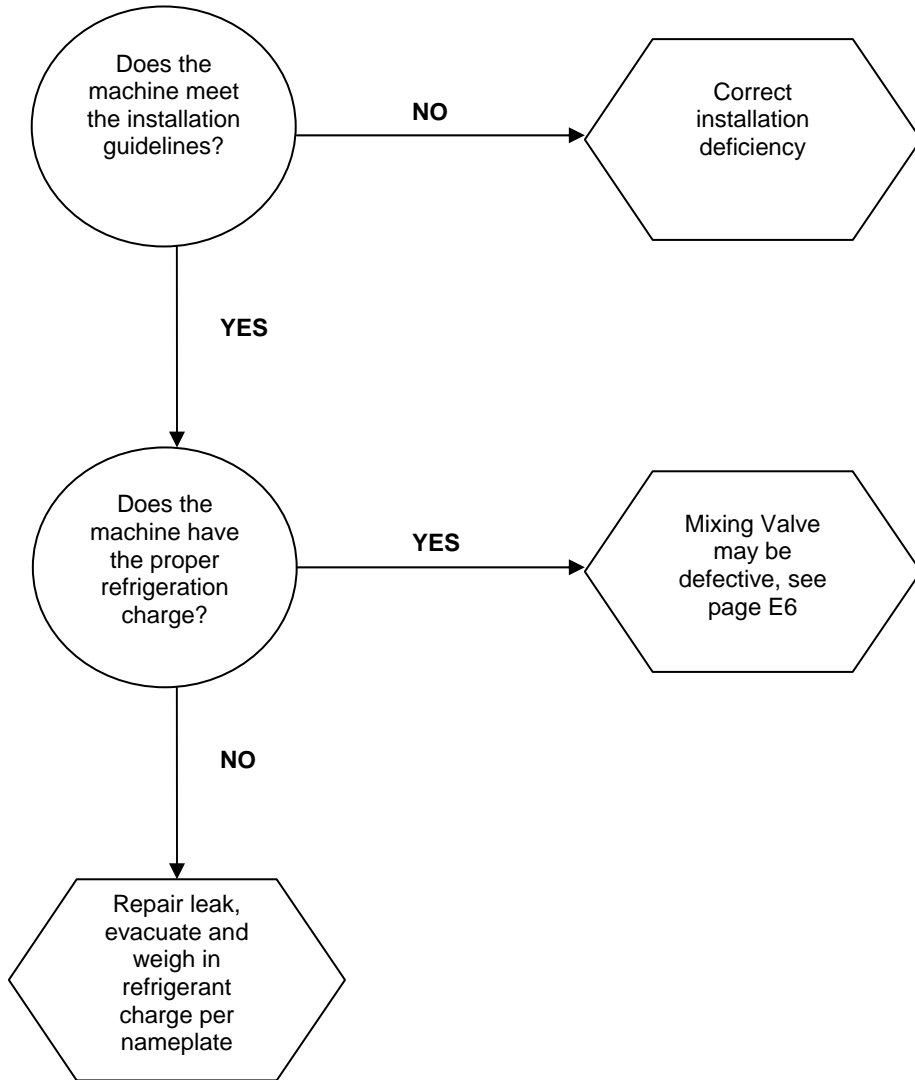 Does the
machine meet
the installation
guidelines?
NO
Correct
installation
deficiency
YES
Does the
machine have
the proper
refrigeration
charge?
YES
Mixing Valve
may be
defective, see
page E6
NO
Repair leak,
evacuate and
weigh in
refrigerant
charge per
nameplate